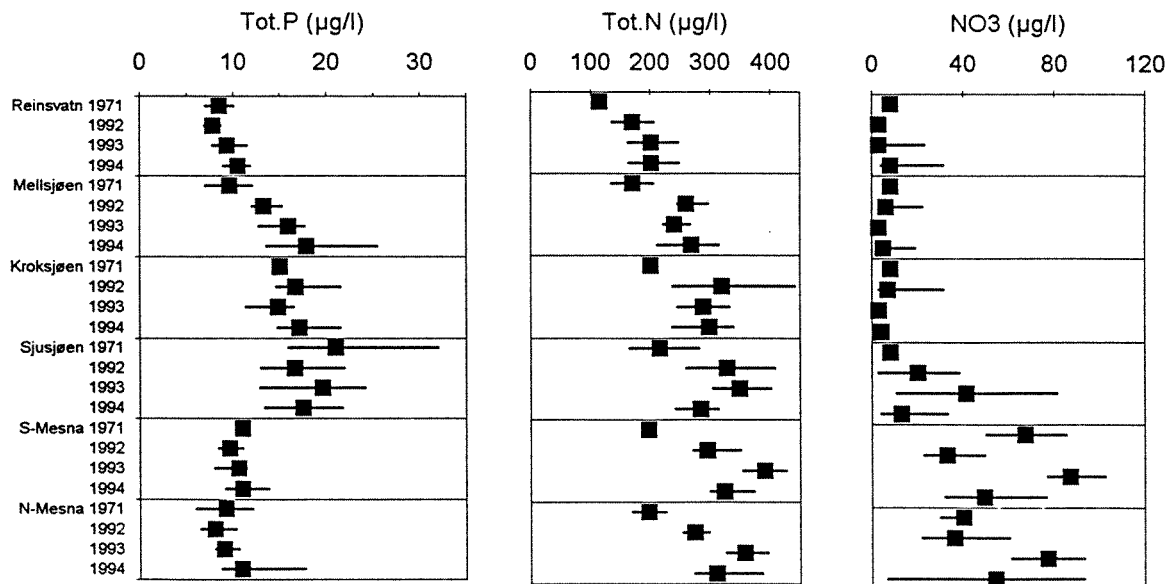 Tot.P (µg/l) Tot.N (µg/l) NO3 (µg/l)
0 10 20 30 0 100 200 300 400 0 40 80 120
Reinsvatn 1971
1992
1993
1994
Mellsjøen 1971
1992
1993
1994
Kroksjøen 1971
1992
1993
1994
Sjusjøen 1971
1992
1993
1994
S-Mesna 1971
1992
1993
1994
N-Mesna 1971
1992
1993
1994